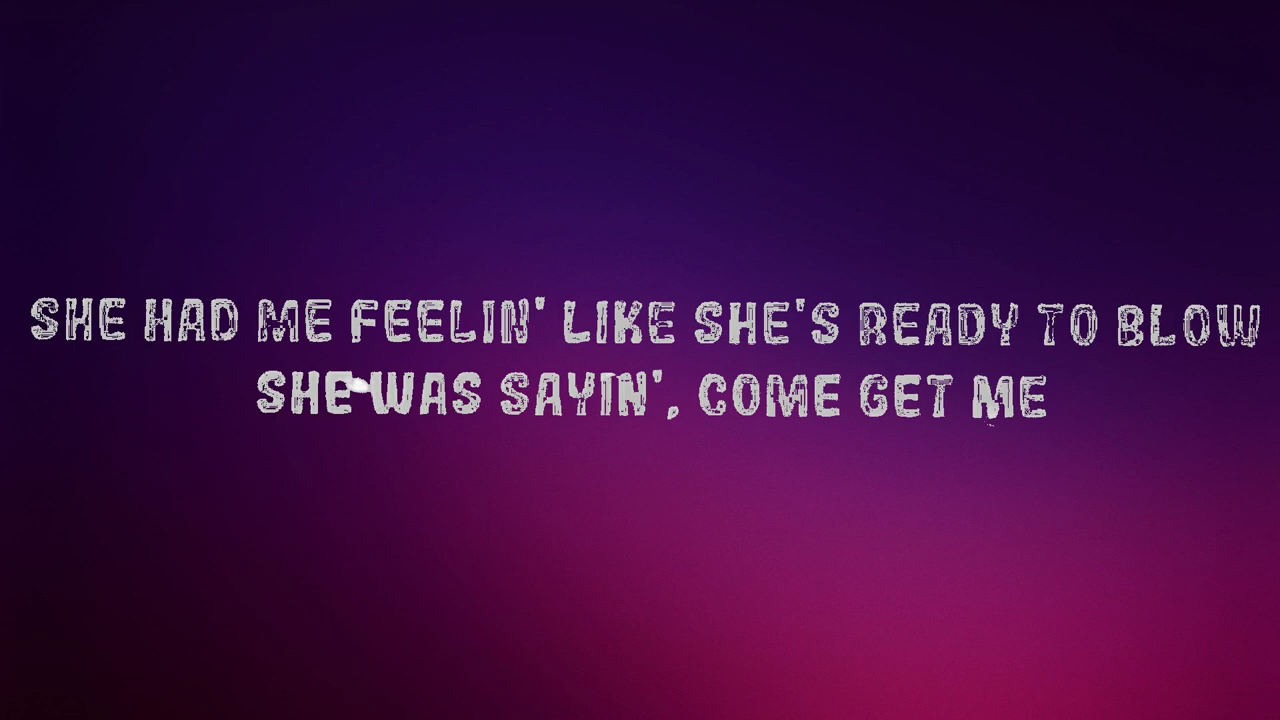 SHE HAD ME FEELIN' LIKE SHE'S READY TO BLOW
SHE WAS SAYIN', COME GET ME